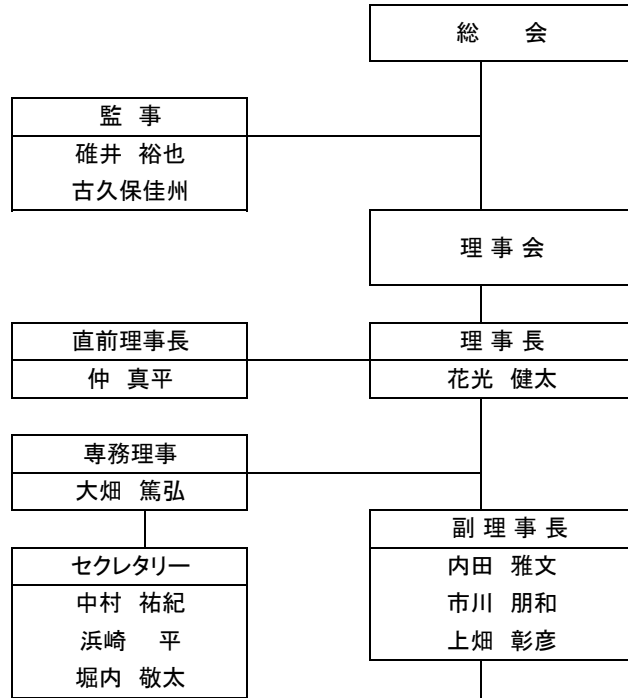 総　会
監 事
碓井 裕也
古久保佳州
理 事 会
直前理事長
仲 真平
理 事 長
花光 健太
専務理事
大畑 篤弘
セクレタリー
中村 祐紀
浜崎　平
堀内 敬太
副 理 事 長
内田 雅文
市川 朋和
上畑 彰彦